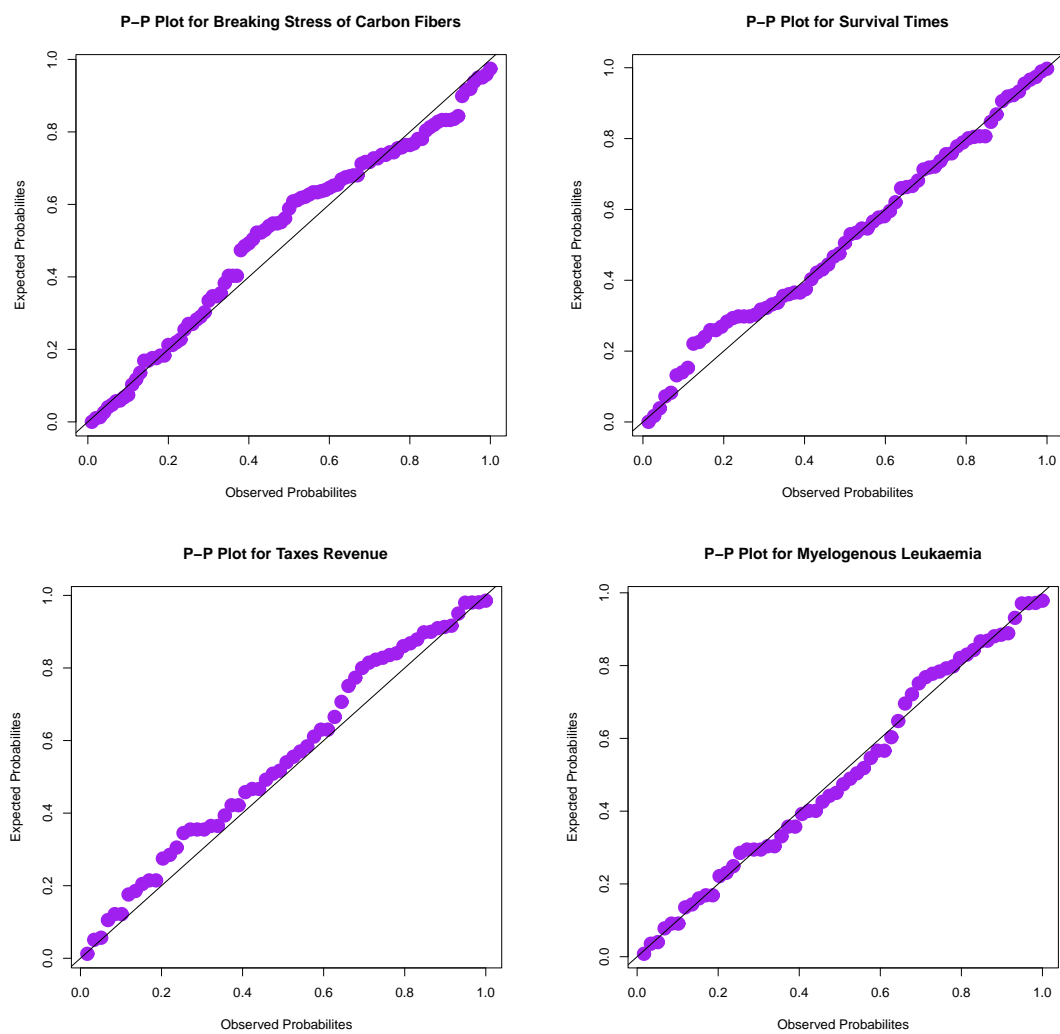 P−P Plot for Breaking Stress of Carbon Fibers
Expected Probabilites
0.0 0.2 0.4 0.6 0.8 1.0
0.0 0.2 0.4 0.6 0.8 1.0
Observed Probabilites
P−P Plot for Survival Times
Expected Probabilites
0.0 0.2 0.4 0.6 0.8 1.0
0.0 0.2 0.4 0.6 0.8 1.0
Observed Probabilites
P−P Plot for Taxes Revenue
Expected Probabilites
0.0 0.2 0.4 0.6 0.8 1.0
0.0 0.2 0.4 0.6 0.8 1.0
Observed Probabilites
P−P Plot for Myelogenous Leukaemia
Expected Probabilites
0.0 0.2 0.4 0.6 0.8 1.0
0.0 0.2 0.4 0.6 0.8 1.0
Observed Probabilites